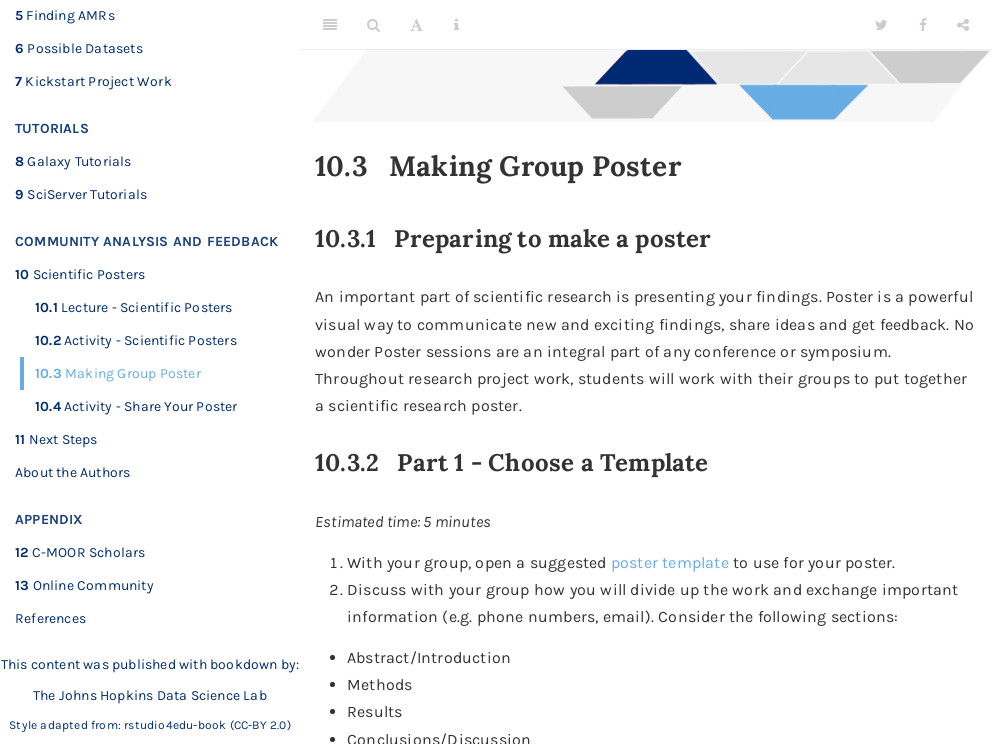 5 Finding AMRs
6 Possible Datasets
7 Kickstart Project Work
TUTORIALS
8 Galaxy Tutorials
9 SciServer Tutorials
COMMUNITY ANALYSIS AND FEEDBACK
10 Scientific Posters
10.1 Lecture - Scientific Posters
10.2 Activity - Scientific Posters
10.3 Making Group Poster
10.4 Activity - Share Your Poster
11 Next Steps
About the Authors
APPENDIX
12 C-MOOR Scholars
13 Online Community
References
This content was published with bookdown by:
The Johns Hopkins Data Science Lab
Style adapted from: rstudio4edu-book (CC-BY 2.0)
10.3 Making Group Poster
10.3.1 Preparing to make a poster
An important part of scientific research is presenting your findings. Poster is a powerful
visual way to communicate new and exciting findings, share ideas and get feedback. No
wonder Poster sessions are an integral part of any conference or symposium.
Throughout research project work, students will work with their groups to put together
a scientific research poster.
10.3.2 Part 1 - Choose a Template
Estimated time: 5 minutes
1. With your group, open a suggested poster template to use for your poster.
2. Discuss with your group how you will divide up the work and exchange important
information (e.g. phone numbers, email). Consider the following sections:
• Abstract/Introduction
• Methods
• Results
• Conclusions/Discussion